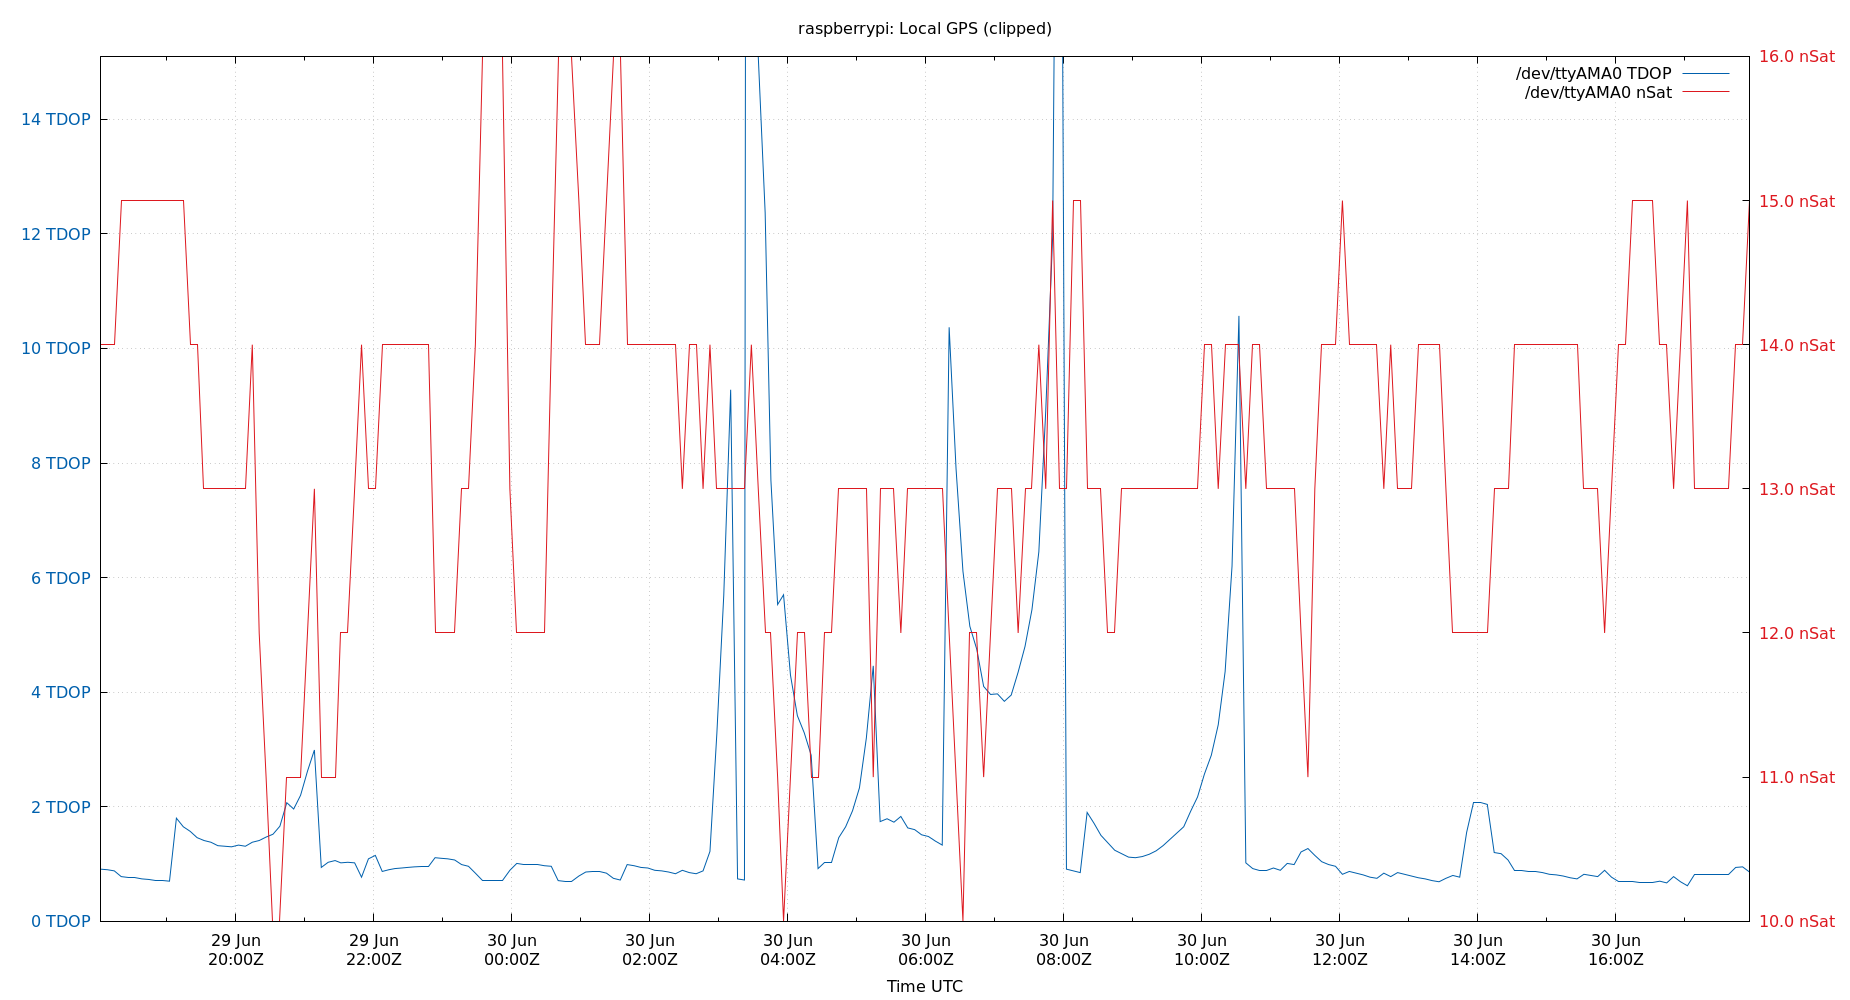 raspberrypi: Local GPS (clipped)
/dev/ttyAMA0 TDOP
/dev/ttyAMA0 nSat
14 TDOP
12 TDOP
10 TDOP
8 TDOP
6 TDOP
4 TDOP
2 TDOP
0 TDOP
16.0 nSat
15.0 nSat
14.0 nSat
13.0 nSat
12.0 nSat
11.0 nSat
10.0 nSat
29 Jun
20:00Z
29 Jun
22:00Z
30 Jun
00:00Z
30 Jun
02:00Z
30 Jun
04:00Z
30 Jun
06:00Z
30 Jun
08:00Z
30 Jun
10:00Z
30 Jun
12:00Z
30 Jun
14:00Z
30 Jun
16:00Z
Time UTC